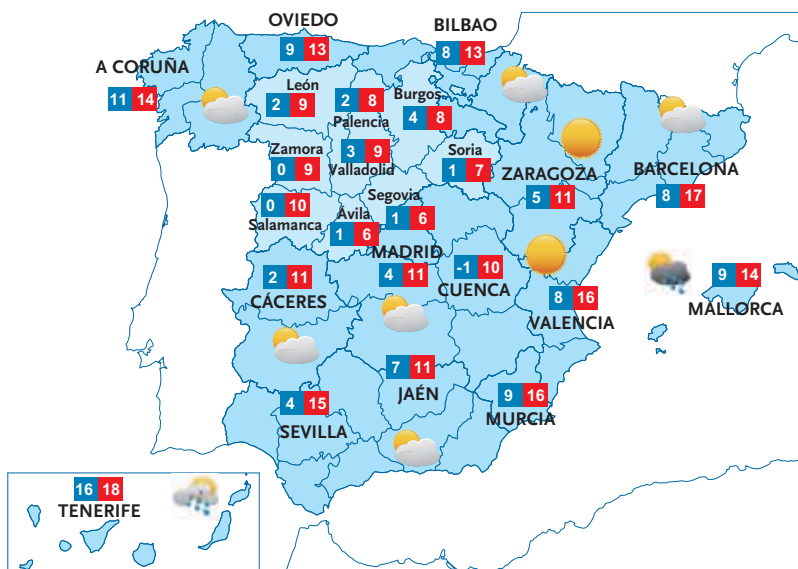 OVIEDO
9 13
BILBAO
8 13
A CORUÑA
11 14
León
2 9
2 8
Palencia
Burgos
4 8
Zamora
0 9
3 9
Valladolid
Soria
1 7
ZARAGOZA
5 11
BARCELONA
8 17
0 10
Salamanca
Ávila
1 6
Segovia
1 6
MADRID
4 11
-1 10
CUENCA
2 11
CÁCERES
8 16
VALENCIA
9 14
MALLORCA
7 11
JAÉN
4 15
SEVILLA
9 16
MURCIA
16 18
TENERIFE